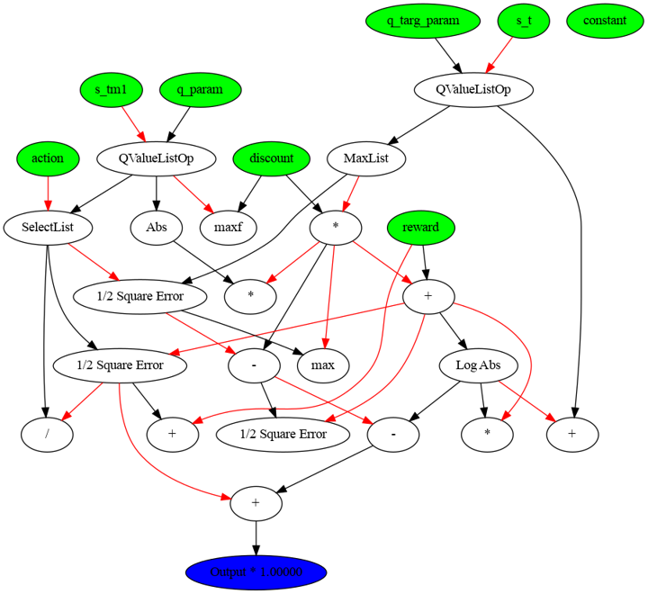 q_targ_param
s_t
constant
s_tm1
q_param
QValueListOp
action
QValueListOp
discount
MaxList
SelectList
Abs
maxf
*
reward
1/2 Square Error
*
+
1/2 Square Error
-
max
Log Abs
/
+
1/2 Square Error
-
*
+
+
Output * 1.00000